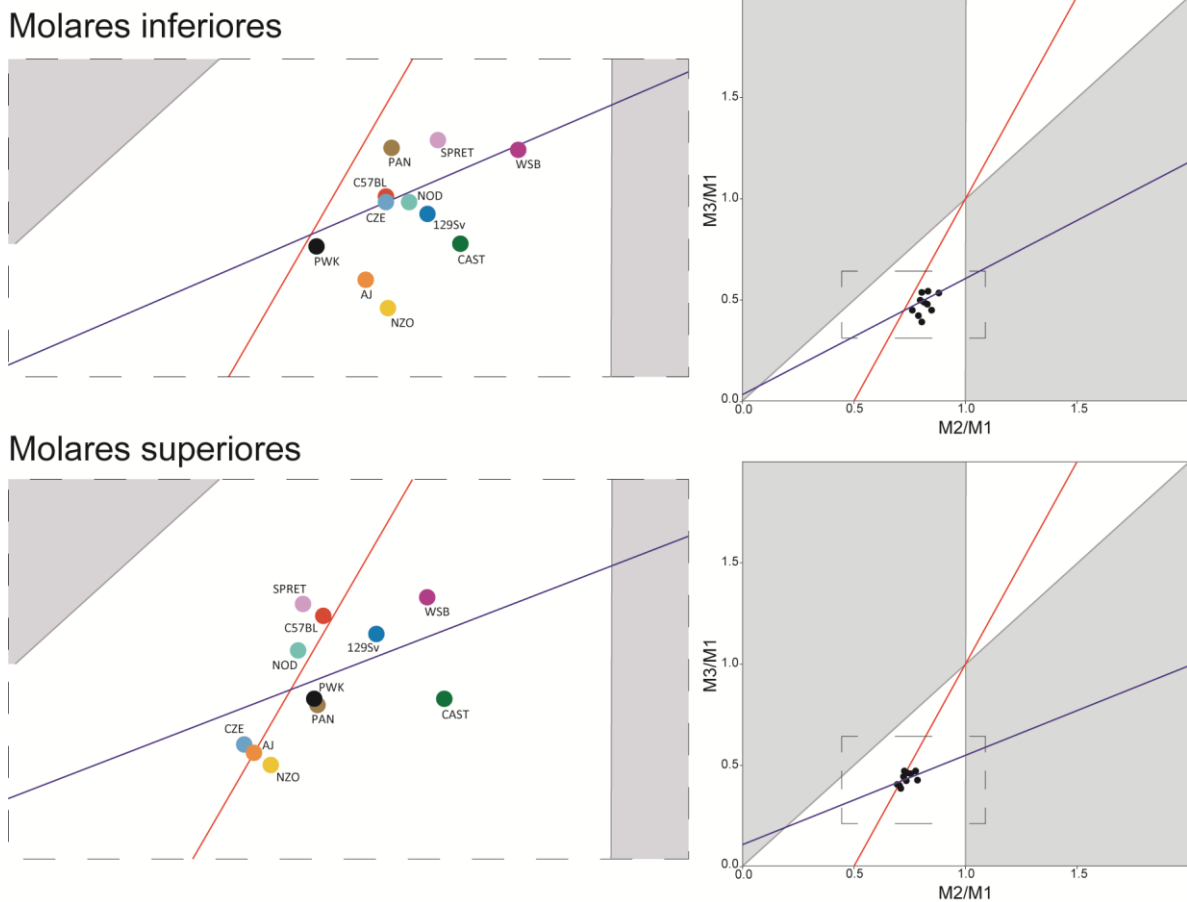 Molares inferiores
PAN
SPRET
WSB
C57BL
NOD
CZE
129Sv
CAST
PWK
AJ
NZO
1.5
1.0
0.5
0.0
M3/M1
0.0
0.5
1.0
1.5
M2/M1
Molares superiores
SPRET
WSB
C57BL
129Sv
NOD
PWK
PAN
CAST
CZE
AJ
NZO
1.5
1.0
0.5
0.0
M3/M1
0.0
0.5
1.0
1.5
M2/M1